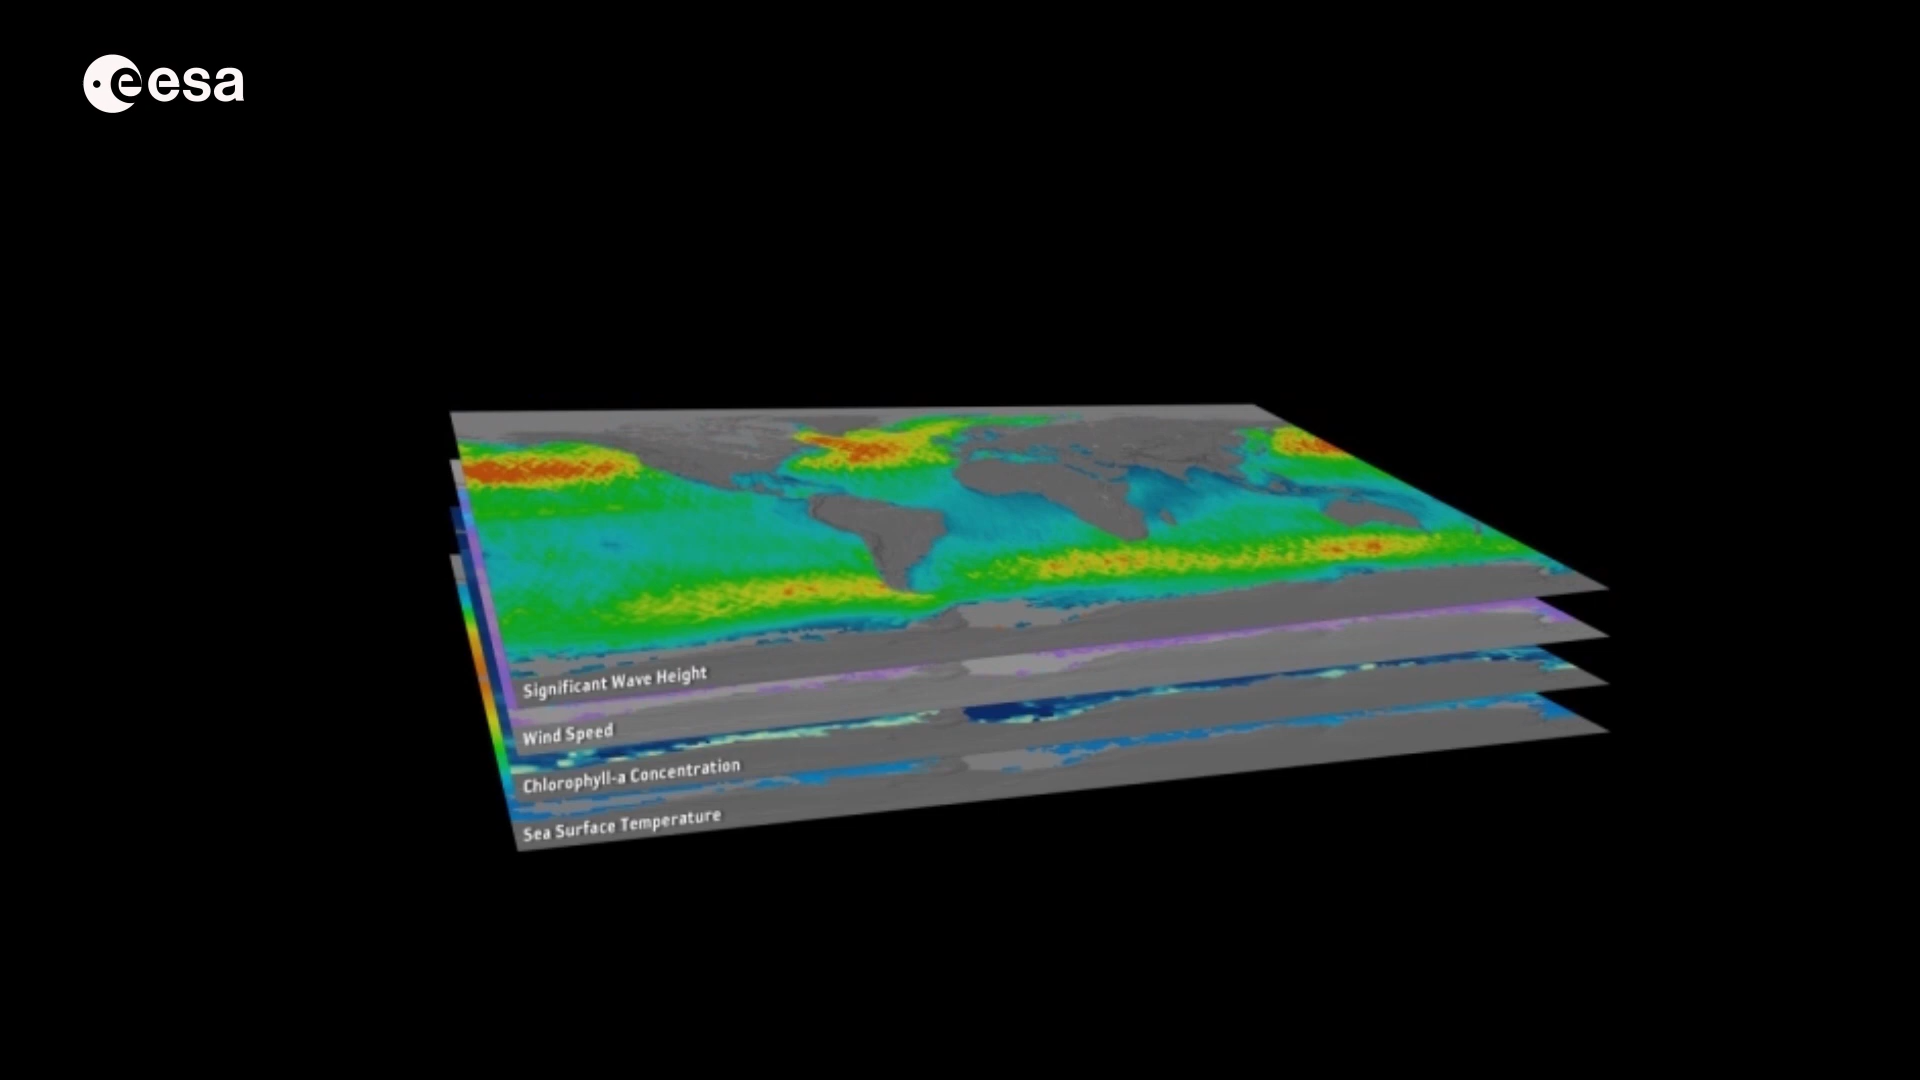 esa
Significant Wave Height
Wind Speed
Chlorophyll-a Concentration
Sea Surface Temperature